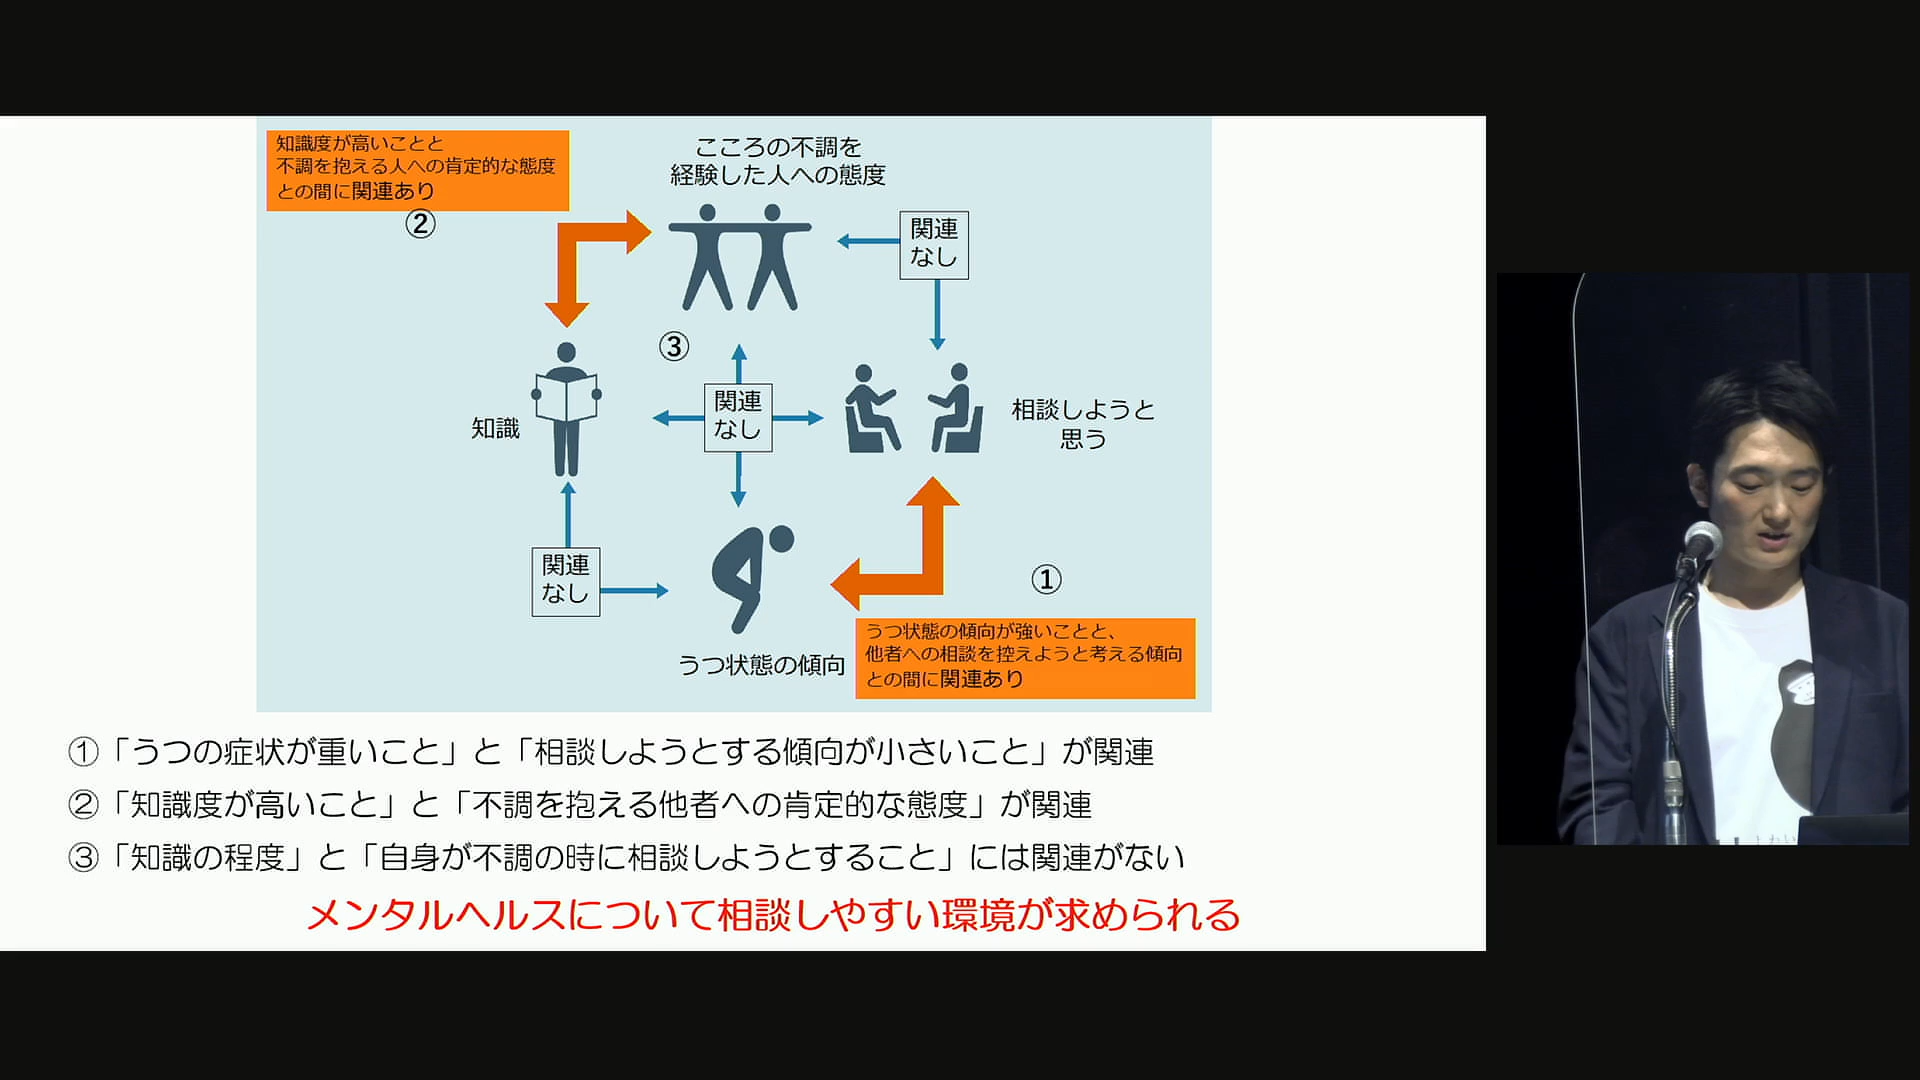 知識度が高いことと
不調を抱える人への肯定的な態度
との間に関連あり
②
こころの不調を
経験した人への態度
関連
なし
③
関連
なし
知識
相談しようと
思う
関連
なし
①
うつ状態の傾向
うつ状態の傾向が強いことと、
他者への相談を控えようと考える傾向
との間に関連あり
①「うつの症状が重いこと」と「相談しようとする傾向が小さいこと」が関連
②「知識度が高いこと」と「不調を抱える他者への肯定的な態度」が関連
③「知識の程度」と「自身が不調の時に相談しようとすること」には関連がない
メンタルヘルスについて相談しやすい環境が求められる